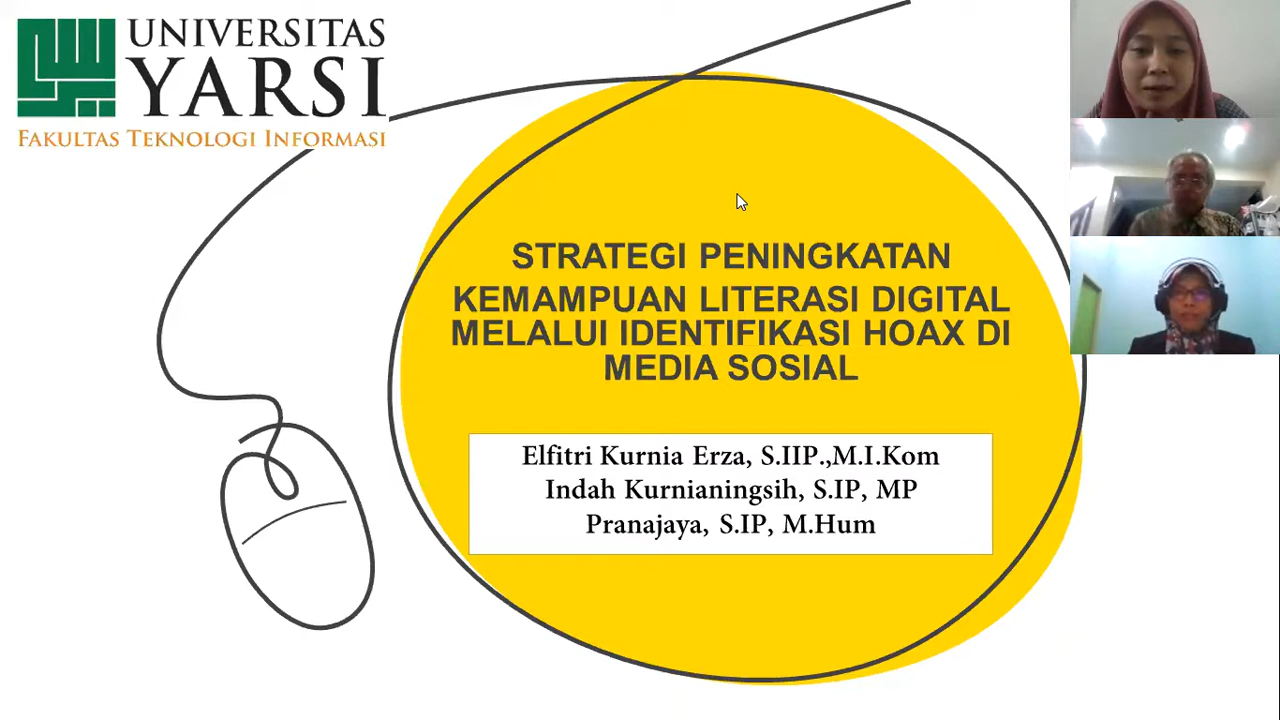 UNIVERSITAS
YARSI
FAKULTAS TEKNOLOGI INFORMASI
STRATEGI PENINGKATAN
KEMAMPUAN LITERASI DIGITAL
MELALUI IDENTIFIKASI HOAX DI
MEDIA SOSIAL
Elfitri Kurnia Erza, S.IIP.,M.I.Kom
Indah Kurnianingsih, S.IP, MP
Pranajaya, S.IP, M.Hum